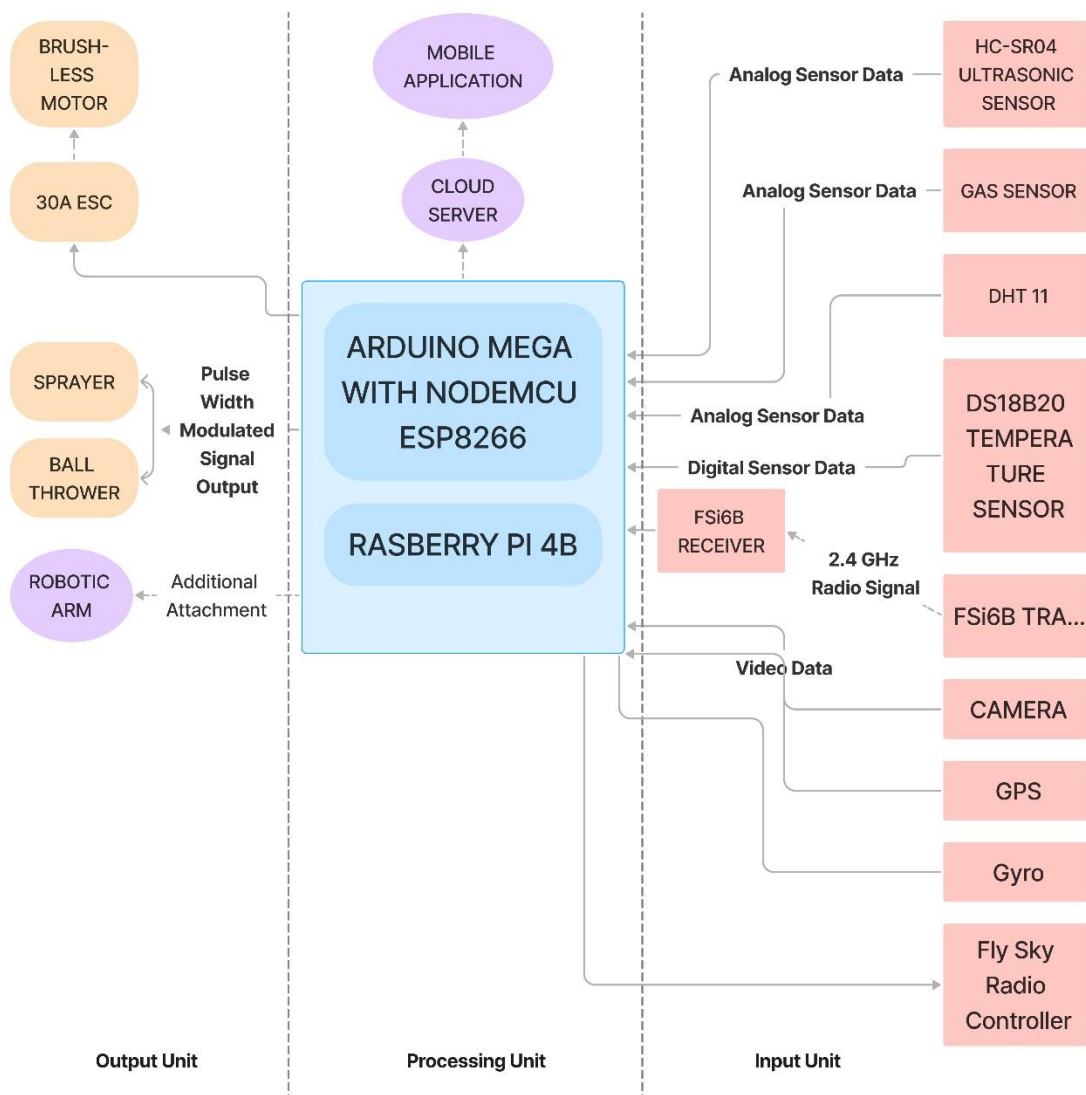 BRUSH-
LESS
MOTOR
30A ESC
SPRAYER
BALL
THROWER
Pulse
Width
Modulated
Signal
Output
ROBOTIC
ARM
Additional
Attachment
Output Unit
MOBILE
APPLICATION
CLOUD
SERVER
ARDUINO MEGA
WITH NODEMCU
ESP8266
RASBERRY PI 4B
Processing Unit
Analog Sensor Data
HC-SR04
ULTRASONIC
SENSOR
Analog Sensor Data
GAS SENSOR
DHT 11
Analog Sensor Data
DS18B20
TEMPERA
TURE
SENSOR
Digital Sensor Data
FSi6B
RECEIVER
2.4 GHz
Radio Signal
FSi6B TRA...
Video Data
CAMERA
GPS
Gyro
Fly Sky
Radio
Controller
Input Unit